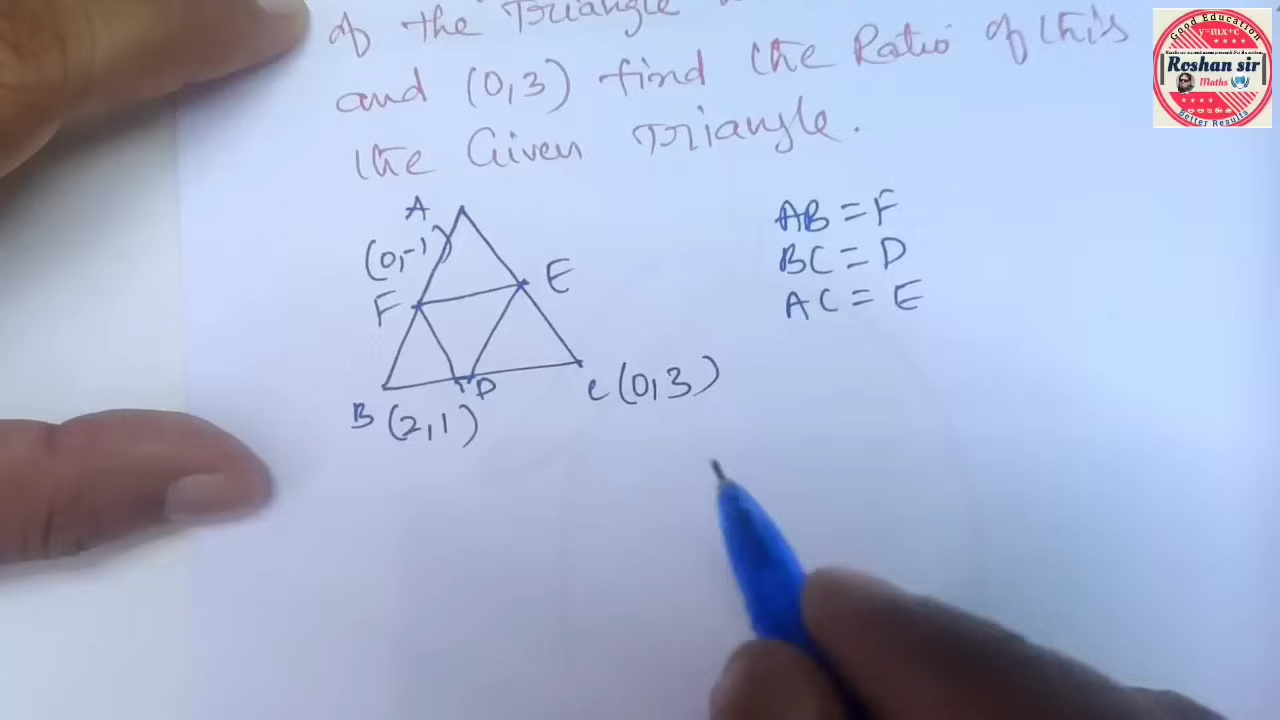 of the Triangle
and (0,3) find the Ratio of this
the Given Triangle.
A
(0,-1)
F
E
B (2,1)
D
C (0,3)
AB = F
BC = D
AC = E
Good Education
y=mx+c
Roshan sir
Maths
Better Results